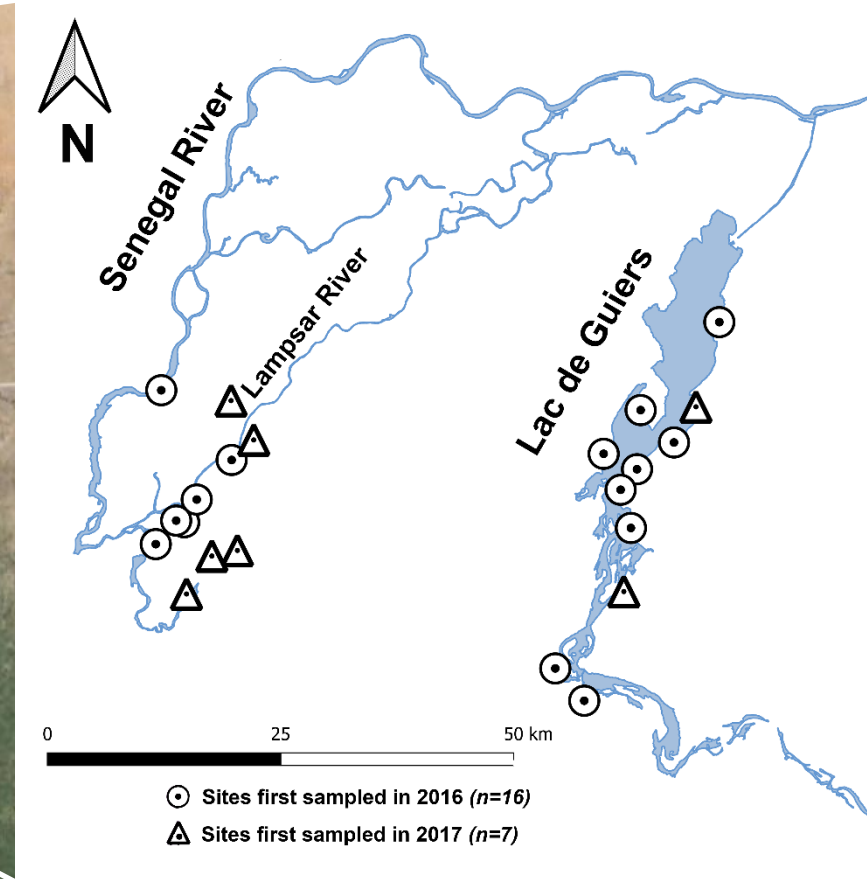 N
Senegal River
Lampsar River
Lac de Guiers
0 25 50 km
Sites first sampled in 2016 (n=16)
Sites first sampled in 2017 (n=7)